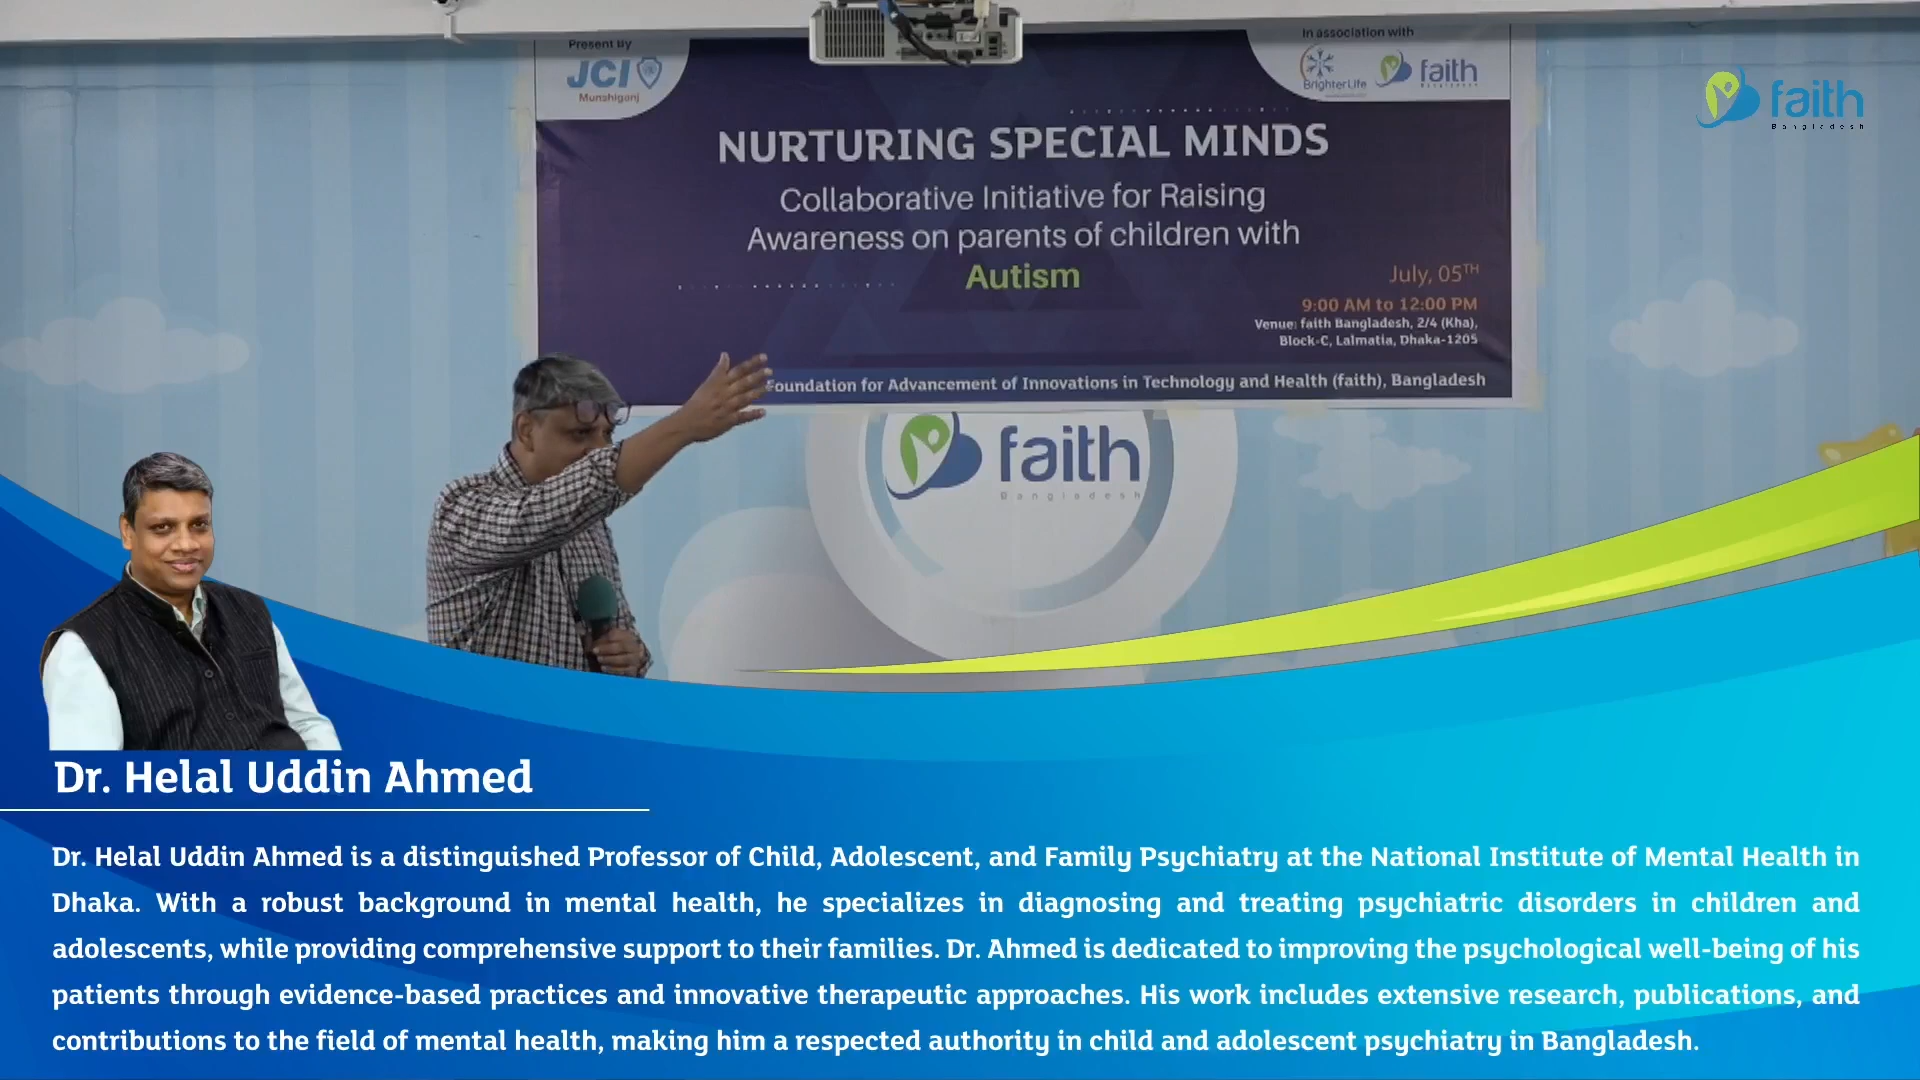 Present By
JCI
Munshiganj
In association with
BrighterLife
faith
Bangladesh
NURTURING SPECIAL MINDS
Collaborative Initiative for Raising
Awareness on parents of children with
Autism
July, 05TH
9:00 AM to 12:00 PM
Venue: faith Bangladesh, 2/4 (Kha),
Block-C, Lalmatia, Dhaka-1205
Foundation for Advancement of Innovations in Technology and Health (faith), Bangladesh
faith
Bangladesh
faith
Bangladesh
Dr. Helal Uddin Ahmed
Dr. Helal Uddin Ahmed is a distinguished Professor of Child, Adolescent, and Family Psychiatry at the National Institute of Mental Health in
Dhaka. With a robust background in mental health, he specializes in diagnosing and treating psychiatric disorders in children and
adolescents, while providing comprehensive support to their families. Dr. Ahmed is dedicated to improving the psychological well-being of his
patients through evidence-based practices and innovative therapeutic approaches. His work includes extensive research, publications, and
contributions to the field of mental health, making him a respected authority in child and adolescent psychiatry in Bangladesh.